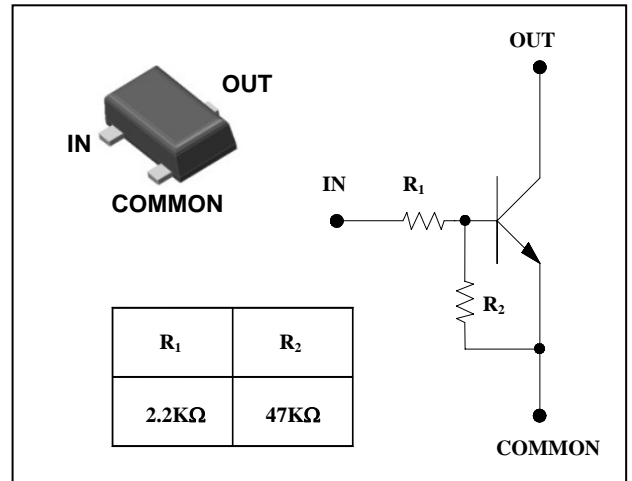 OUT
IN
COMMON
OUT
IN
R₁
R₂
COMMON
R₁ R₂
2.2KΩ 47KΩ